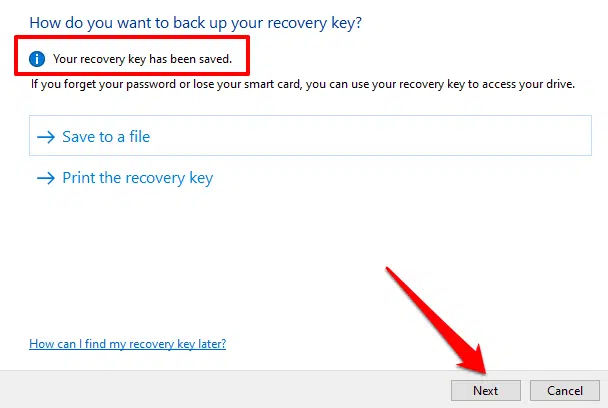 How do you want to back up your recovery key?
Your recovery key has been saved.
If you forget your password or lose your smart card, you can use your recovery key to access your drive.
Save to a file
Print the recovery key
How can I find my recovery key later?
Next
Cancel